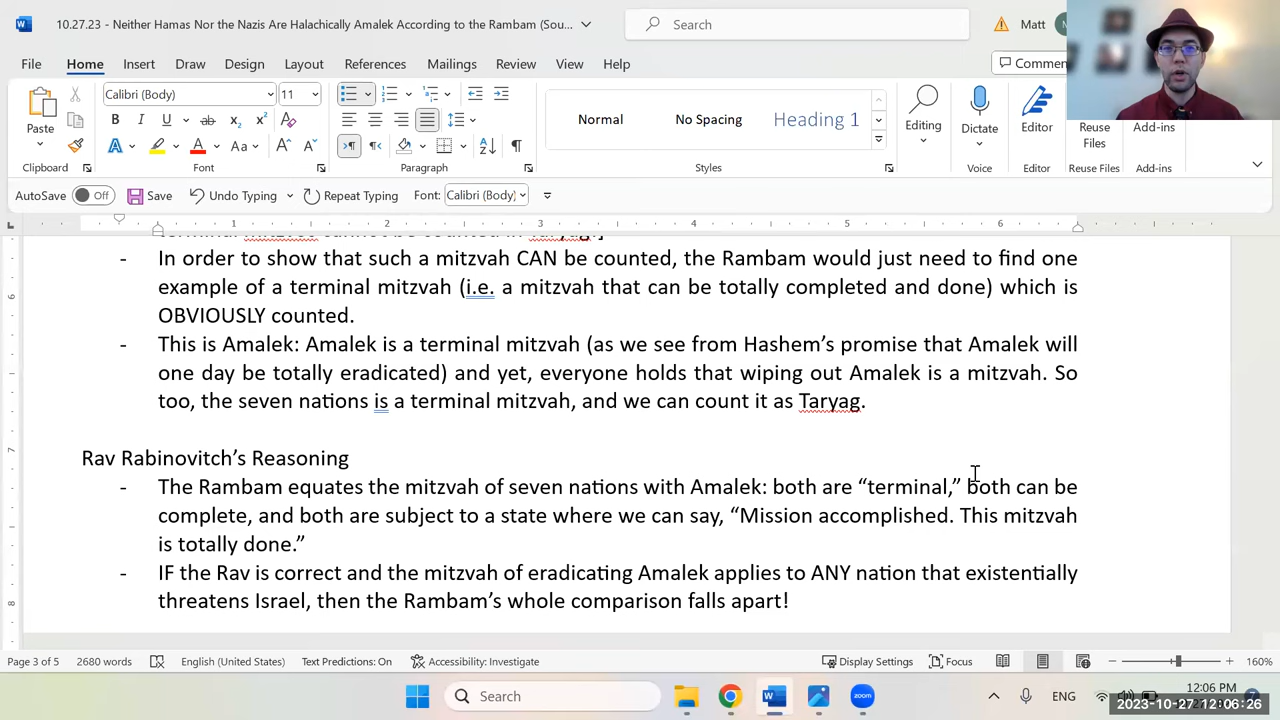 10.27.23 - Neither Hamas Nor the Nazis Are Halachically Amalek According to the Rambam (Sou...
Search
Matt
File Home Insert Draw Design Layout References Mailings Review View Help
Paste
Clipboard
Calibri (Body)
11
Font
Paragraph
Normal
No Spacing
Heading 1
Styles
Editing
Dictate
Voice
Editor
Editor
Reuse Files
Reuse Files
Add-ins
Add-ins
AutoSave Off Save Undo Typing Repeat Typing Font: Calibri (Body)
1 2 3 4 5 6
- In order to show that such a mitzvah CAN be counted, the Rambam would just need to find one
example of a terminal mitzvah (i.e. a mitzvah that can be totally completed and done) which is
OBVIOUSLY counted.
- This is Amalek: Amalek is a terminal mitzvah (as we see from Hashem’s promise that Amalek will
one day be totally eradicated) and yet, everyone holds that wiping out Amalek is a mitzvah. So
too, the seven nations is a terminal mitzvah, and we can count it as Taryag.
Rav Rabinovitch’s Reasoning
- The Rambam equates the mitzvah of seven nations with Amalek: both are “terminal,” both can be
complete, and both are subject to a state where we can say, “Mission accomplished. This mitzvah
is totally done.”
- IF the Rav is correct and the mitzvah of eradicating Amalek applies to ANY nation that existentially
threatens Israel, then the Rambam’s whole comparison falls apart!
Page 3 of 5 2680 words English (United States) Text Predictions: On Accessibility: Investigate Display Settings Focus 160%
Search
zoom
ENG
12:06 PM
2023-10-27 12:06:26